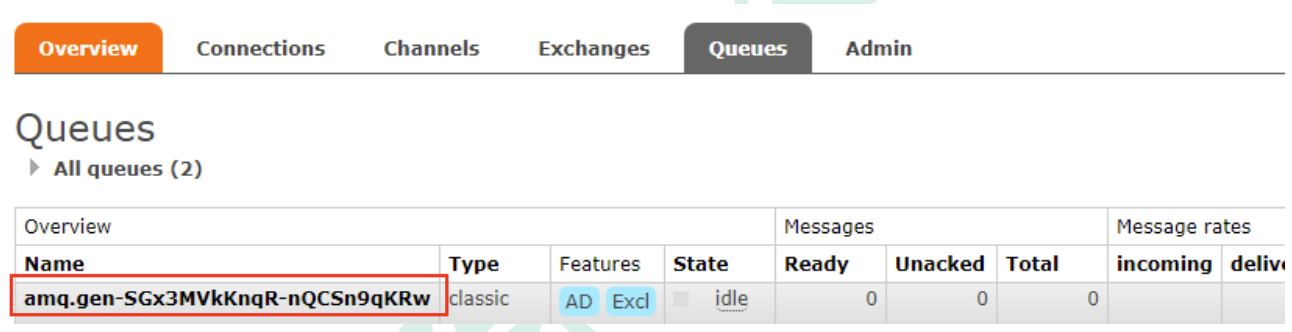 Overview Connections Channels Exchanges Queues Admin
Queues
All queues (2)
Overview Messages Message rates
Name Type Features State Ready Unacked Total incoming
amq.gen-SGx3MVkKnqR-nQCSn9qKRw classic AD Excl idle 0 0 0